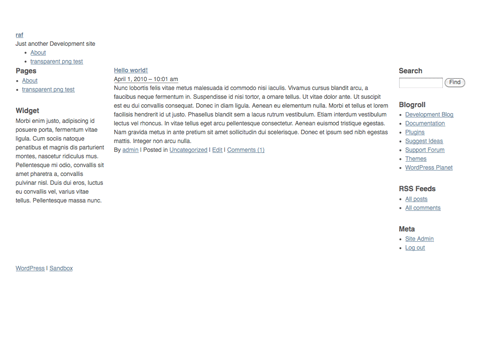 raf
Just another Development site
About
transparent png test
Pages
About
transparent png test
Widget
Morbi enim justo, adipiscing id
posuere porta, fermentum vitae
ligula. Cum sociis natoque
penatibus et magnis dis parturient
montes, nascetur ridiculus mus.
Pellentesque mi odio, convallis sit
amet pharetra a, convallis
pulvinar nisl. Duis dui eros, luctus
eu convallis vel, varius vitae
tellus. Pellentesque massa nunc.
Hello world!
April 1, 2010 – 10:01 am
Nunc lobortis felis vitae metus malesuada id commodo nisi iaculis. Vivamus cursus blandit arcu, a
faucibus neque fermentum in. Suspendisse id nisi tortor, a ornare tellus. Ut vitae dolor ante. Ut suscipit
est eu dui convallis consequat. Donec in diam ligula. Aenean eu elementum nulla. Morbi et tellus et lorem
facilisis hendrerit id ut justo. Phasellus blandit sem a lacus rutrum vestibulum. Etiam interdum vestibulum
lectus vel rhoncus. In vitae tellus eget arcu pellentesque consectetur. Aenean euismod tristique egestas.
Nam gravida metus in ante pretium sit amet sollicitudin dui scelerisque. Donec et ipsum sed nibh egestas
mattis. Integer non arcu nulla.
By admin | Posted in Uncategorized | Edit | Comments (1)
Search
Find
Blogroll
Development Blog
Documentation
Plugins
Suggest Ideas
Support Forum
Themes
WordPress Planet
RSS Feeds
All posts
All comments
Meta
Site Admin
Log out
WordPress | Sandbox